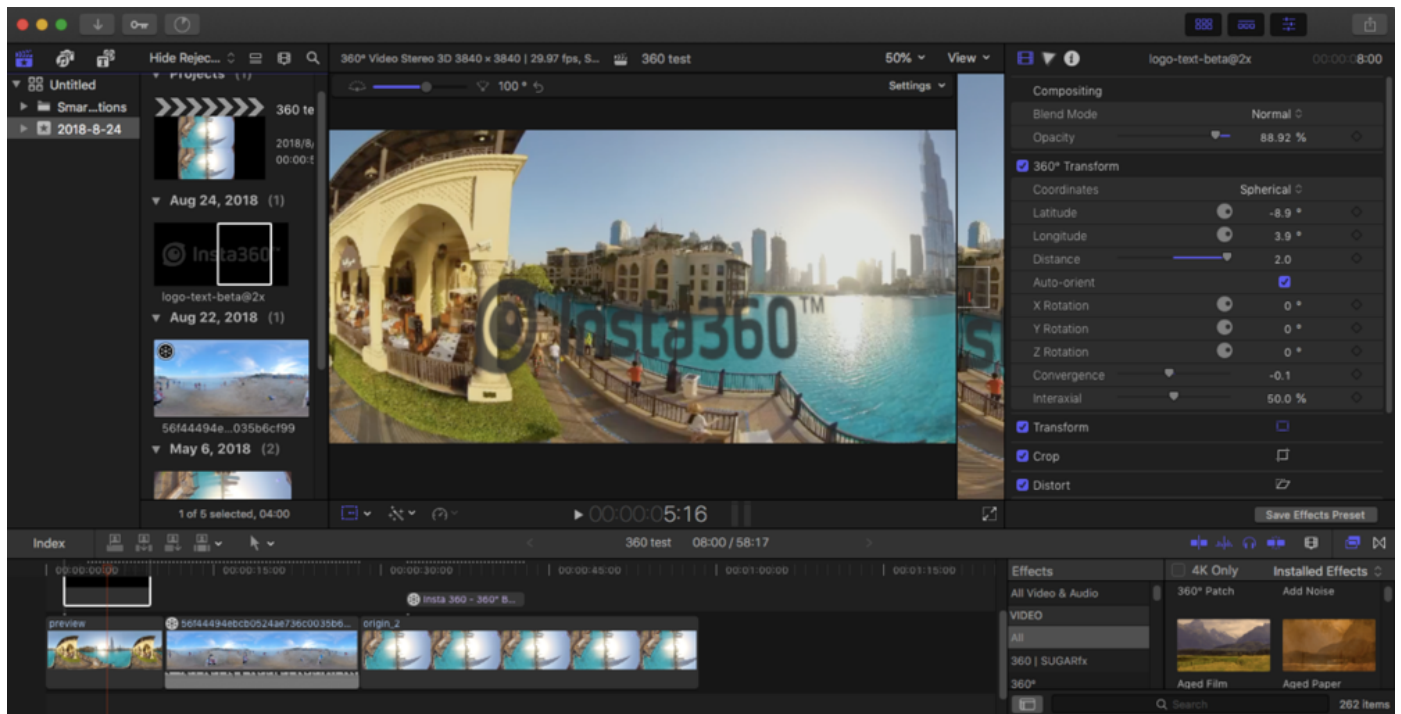 Hide Rejec...
360° Video Stereo 3D 3840 × 3840 | 29.97 fps, S...
360 test
50%
View
logo-text-beta@2x
00:00:08:00
Untitled
Smar...tions
2018-8-24
Projects (1)
360 te
2018/8/
Aug 24, 2018 (1)
Insta360
logo-text-beta@2x
Aug 22, 2018 (1)
56f44494e...035b6cf99
May 6, 2018 (2)
1 of 5 selected, 04:00
100°
Settings
Insta360™
00:00:05:16
Compositing
Blend Mode Normal
Opacity 88.92 %
360° Transform
Coordinates Spherical
Latitude -8.9 °
Longitude 3.9 °
Distance 2.0
Auto-orient
X Rotation 0 °
Y Rotation 0 °
Z Rotation 0 °
Convergence -0.1
Interaxial 50.0 %
Transform
Crop
Distort
Save Effects Preset
Index
360 test 08:00 / 58:17
00:00:00:00 00:00:15:00 00:00:30:00 00:00:45:00 00:01:00:00 00:01:15:00
Insta 360 - 360° B...
preview
56f44494ebcb0524ae736c0035b6...
origin_2
Effects
4K Only
Installed Effects
All Video & Audio
VIDEO
All
360 | SUGARfx
360°
360° Patch
Add Noise
Aged Film
Aged Paper
Search
262 items